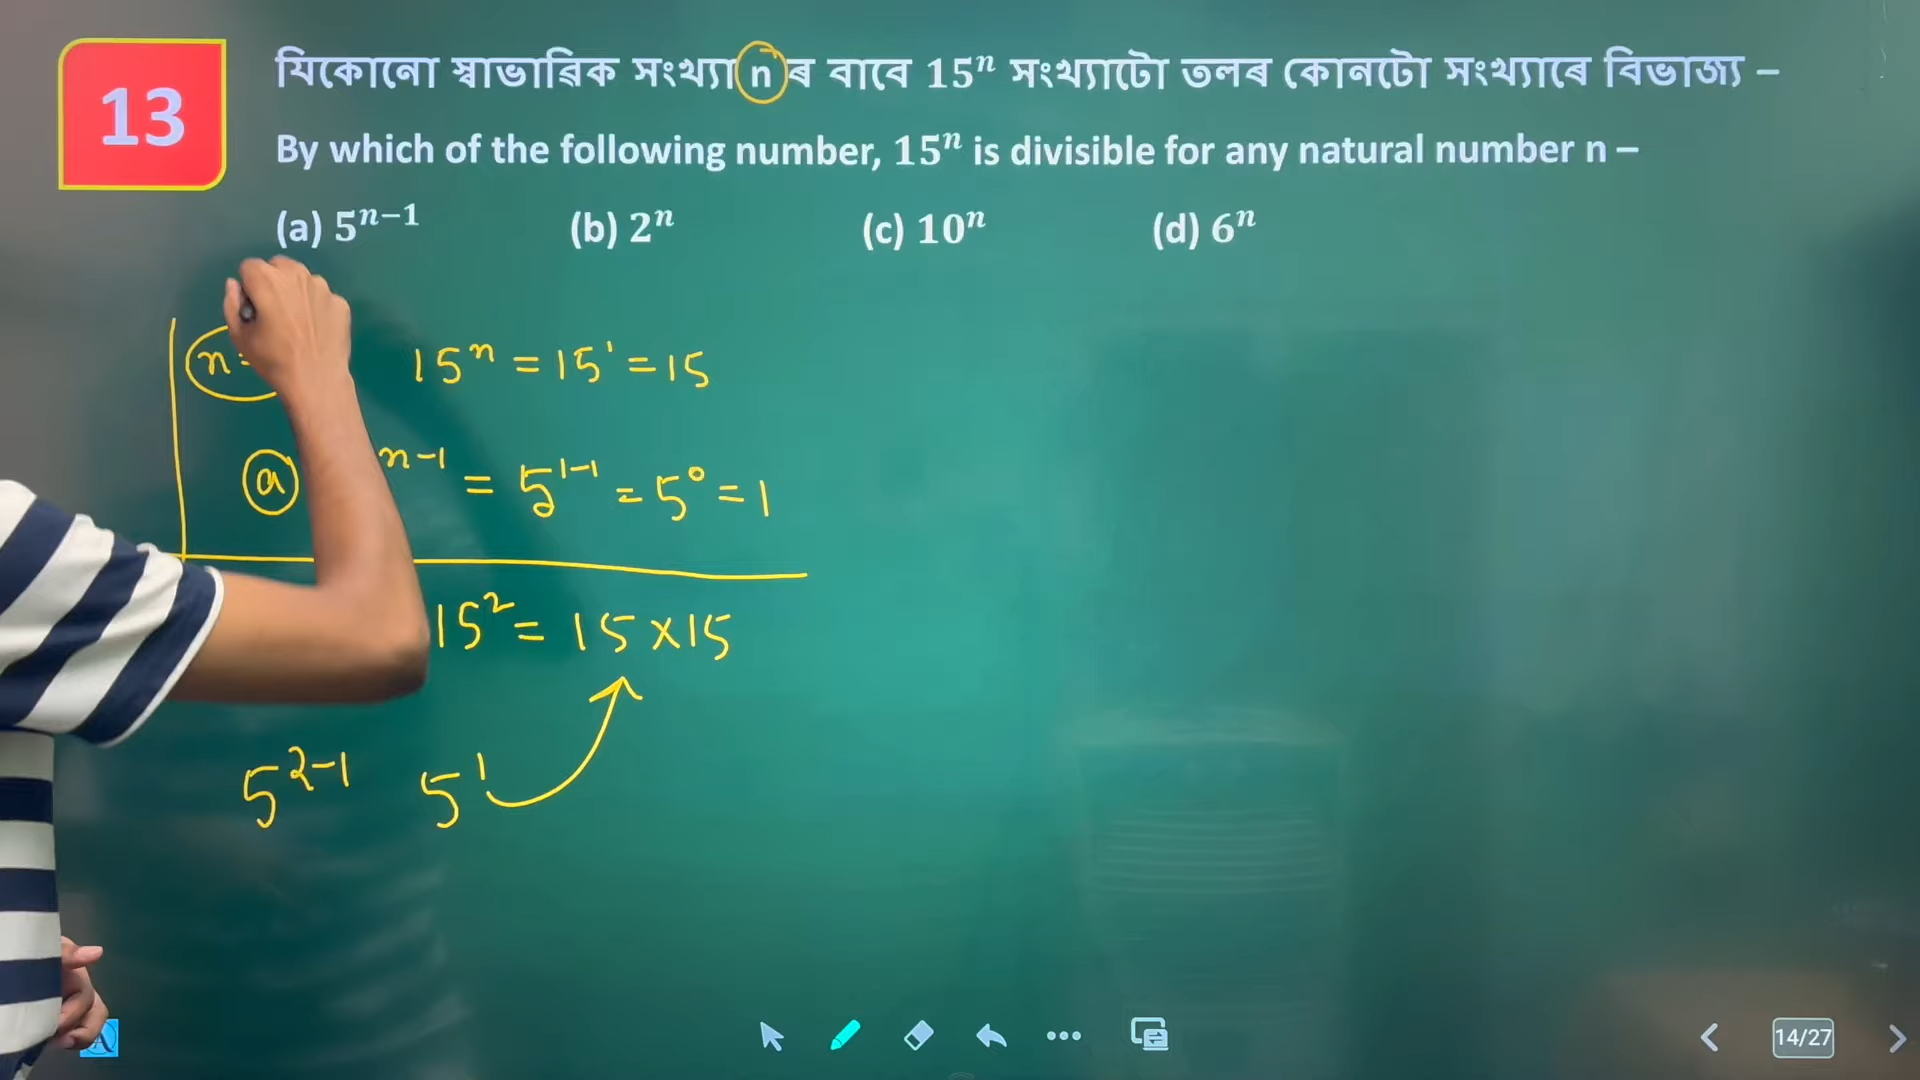 13
যিকোনো স্বাভাৱিক সংখ্যা n ৰ বাবে 15ⁿ সংখ্যাটো তলৰ কোনটো সংখ্যাৰে বিভাজ্য –
By which of the following number, 15ⁿ is divisible for any natural number n –
(a) 5ⁿ⁻¹ (b) 2ⁿ (c) 10ⁿ (d) 6ⁿ
n= 15ⁿ = 15¹ = 15
a ⁿ⁻¹ = 5¹⁻¹ = 5⁰ = 1
15² = 15 × 15
5²⁻¹ 5¹
14/27